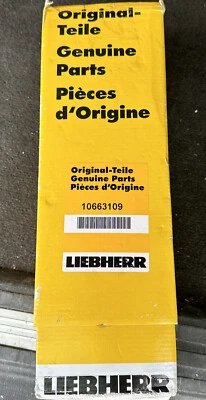 Original-
Teile
Genuine
Parts
Pièces
d'Origine
Original-Teile
Genuine Parts
Pièces d'Origine
10663109
LIEBHERR
LIEBHERR